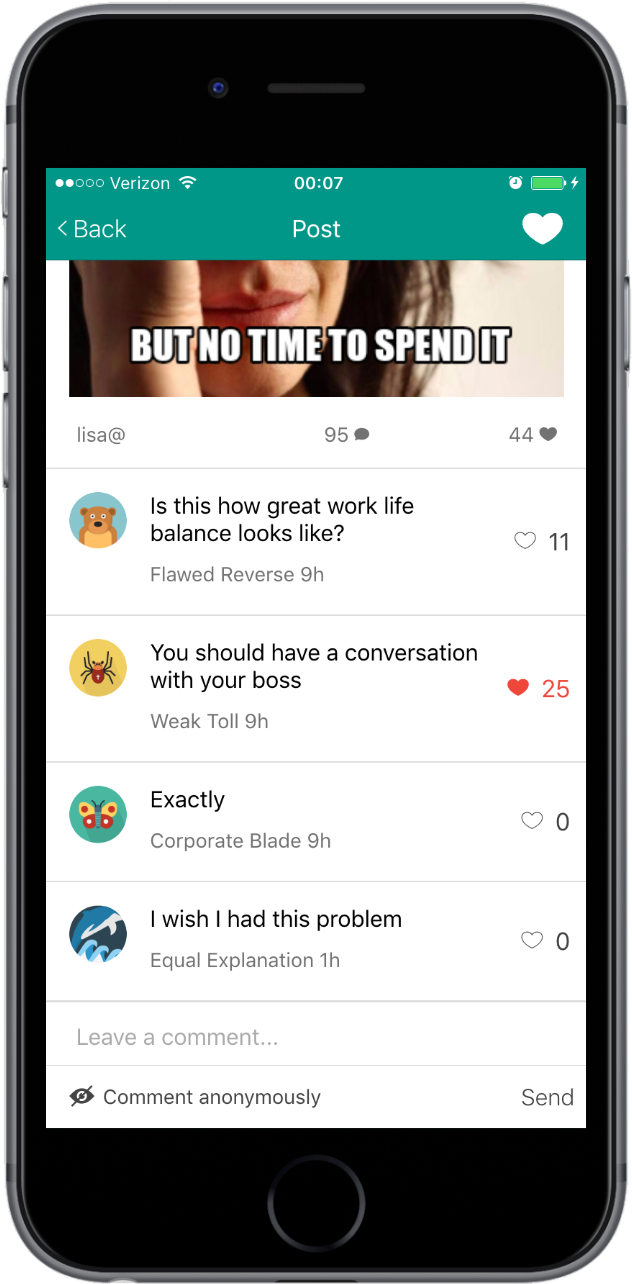 Verizon 00:07
Back Post
BUT NO TIME TO SPEND IT
lisa@ 95 44
Is this how great work life
balance looks like?
11
Flawed Reverse 9h
You should have a conversation
with your boss
25
Weak Toll 9h
Exactly
0
Corporate Blade 9h
I wish I had this problem
0
Equal Explanation 1h
Leave a comment...
Comment anonymously Send